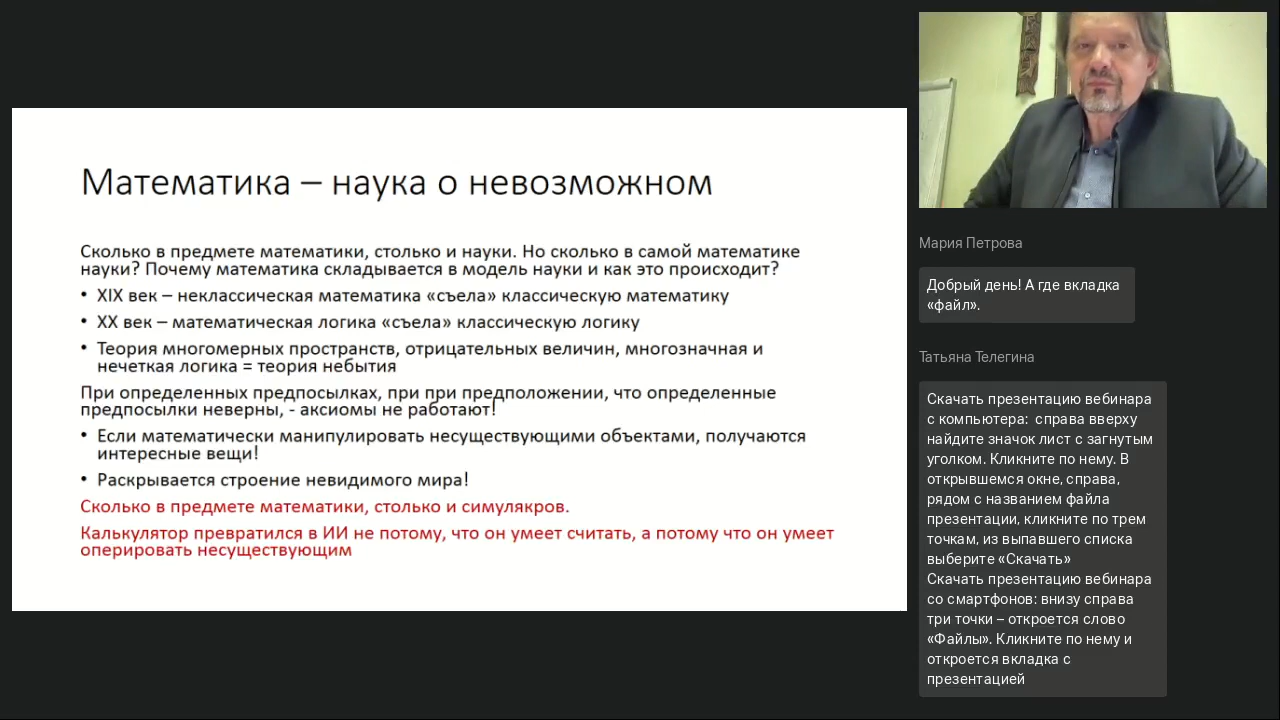 Математика – наука о невозможном
Сколько в предмете математики, столько и науки. Но сколько в самой математике
науки? Почему математика складывается в модель науки и как это происходит?
• XIX век – неклассическая математика «съела» классическую математику
• XX век – математическая логика «съела» классическую логику
• Теория многомерных пространств, отрицательных величин, многозначная и
нечеткая логика = теория небытия
При определенных предпосылках, при при предположении, что определенные
предпосылки неверны, - аксиомы не работают!
• Если математически манипулировать несуществующими объектами, получаются
интересные вещи!
• Раскрывается строение невидимого мира!
Сколько в предмете математики, столько и симулякров.
Калькулятор превратился в ИИ не потому, что он умеет считать, а потому что он умеет
оперировать несуществующим
Мария Петрова
Добрый день! А где вкладка
«файл».
Татьяна Телегина
Скачать презентацию вебинара
с компьютера:  справа вверху
найдите значок лист с загнутым
уголком. Кликните по нему. В
открывшемся окне, справа,
рядом с названием файла
презентации, кликните по трем
точкам, из выпавшего списка
выберите «Скачать»
Скачать презентацию вебинара
со смартфонов: внизу справа
три точки – откроется слово
«Файлы». Кликните по нему и
откроется вкладка с
презентацией